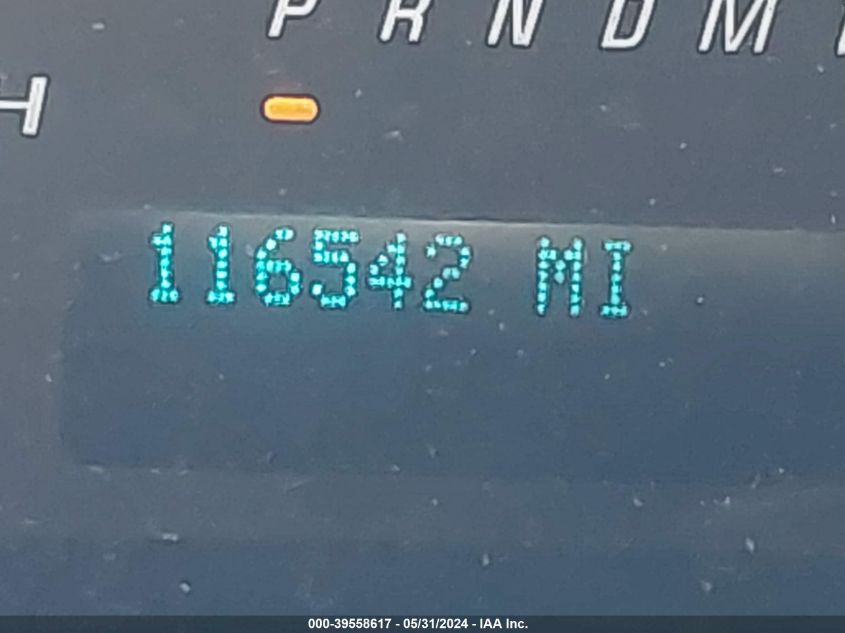 P R N D M
H
116542 MI
000-39558617 - 05/31/2024 - IAA Inc.